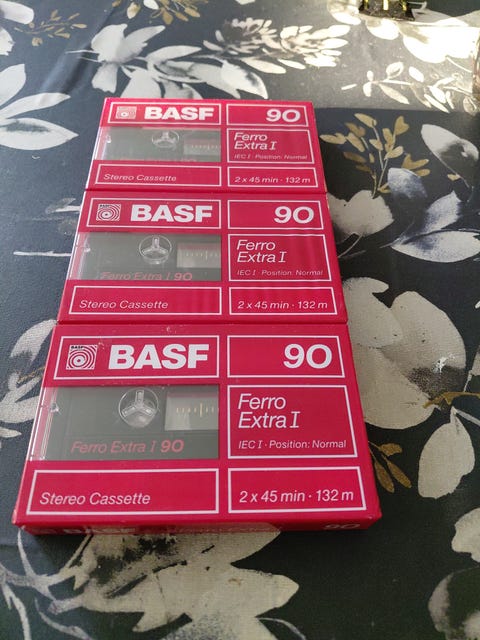 BASF
90
Ferro
Extra I
IEC I · Position: Normal
Stereo Cassette
2 x 45 min · 132 m
BASF
90
Ferro
Extra I
IEC I · Position: Normal
Ferro Extra I 90
Stereo Cassette
2 x 45 min · 132 m
BASF
BASF
90
Ferro
Extra I
IEC I · Position: Normal
Ferro Extra I 90
Stereo Cassette
2 x 45 min · 132 m
90